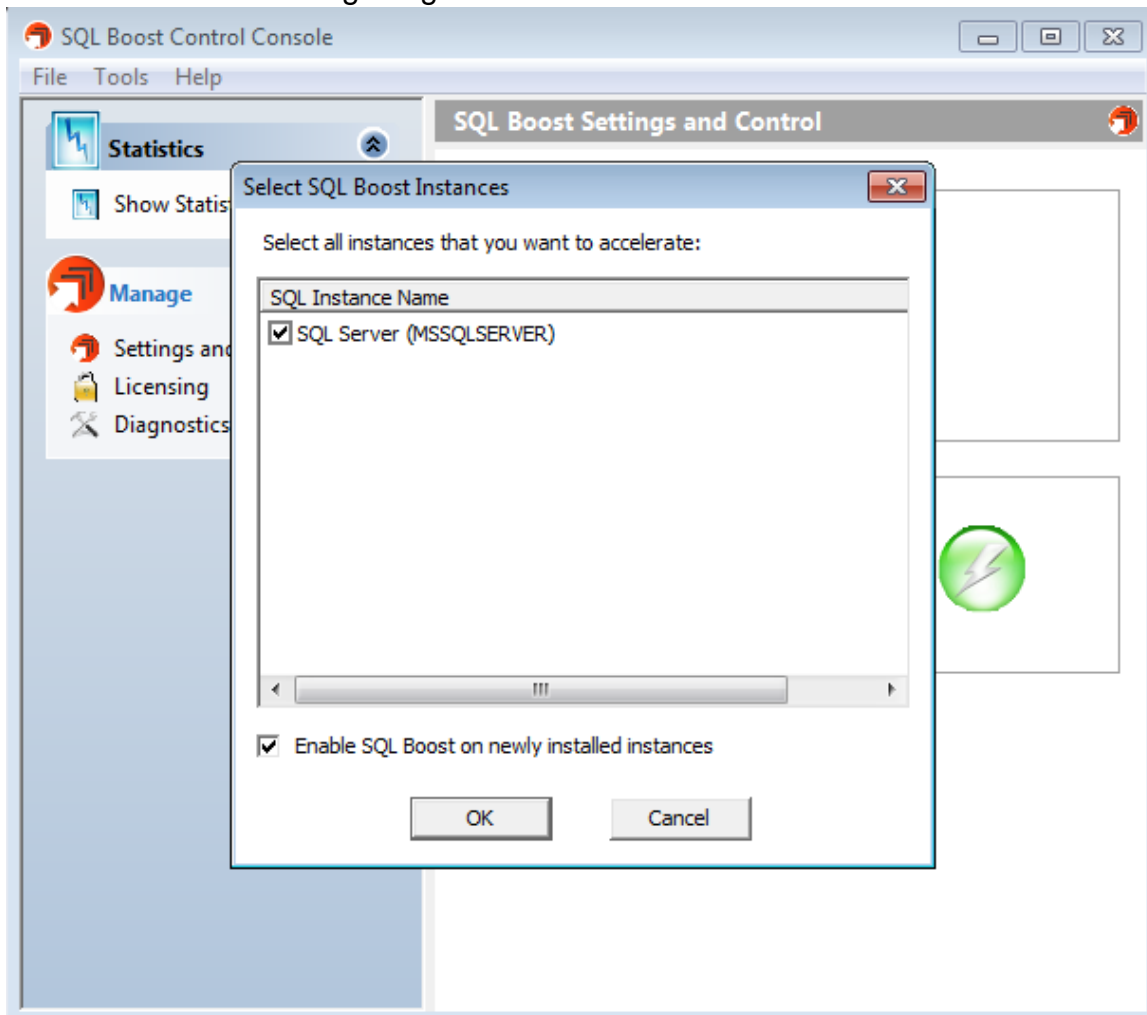 SQL Boost Control Console
File Tools Help
SQL Boost Settings and Control
Statistics
Show Statis
Manage
Settings and
Licensing
Diagnostics
Select SQL Boost Instances
Select all instances that you want to accelerate:
SQL Instance Name
SQL Server (MSSQLSERVER)
Enable SQL Boost on newly installed instances
OK Cancel